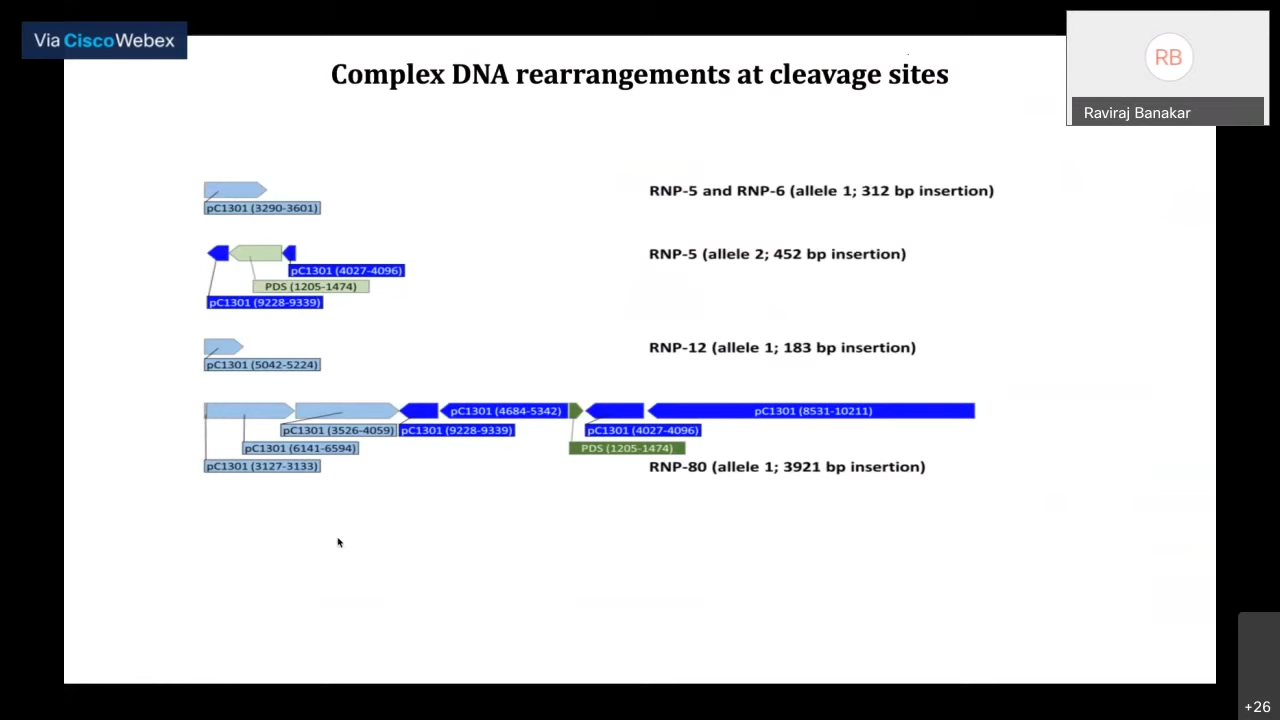 Via CiscoWebex
RB
Raviraj Banakar
Complex DNA rearrangements at cleavage sites
RNP-5 and RNP-6 (allele 1; 312 bp insertion)
pC1301 (3290-3601)
RNP-5 (allele 2; 452 bp insertion)
pC1301 (4027-4096)
PDS (1205-1474)
pC1301 (9228-9339)
RNP-12 (allele 1; 183 bp insertion)
pC1301 (5042-5224)
pC1301 (4684-5342)
pC1301 (8531-10211)
pC1301 (3526-4059)
pC1301 (9228-9339)
pC1301 (4027-4096)
pC1301 (6141-6594)
PDS (1205-1474)
pC1301 (3127-3133)
RNP-80 (allele 1; 3921 bp insertion)
+26